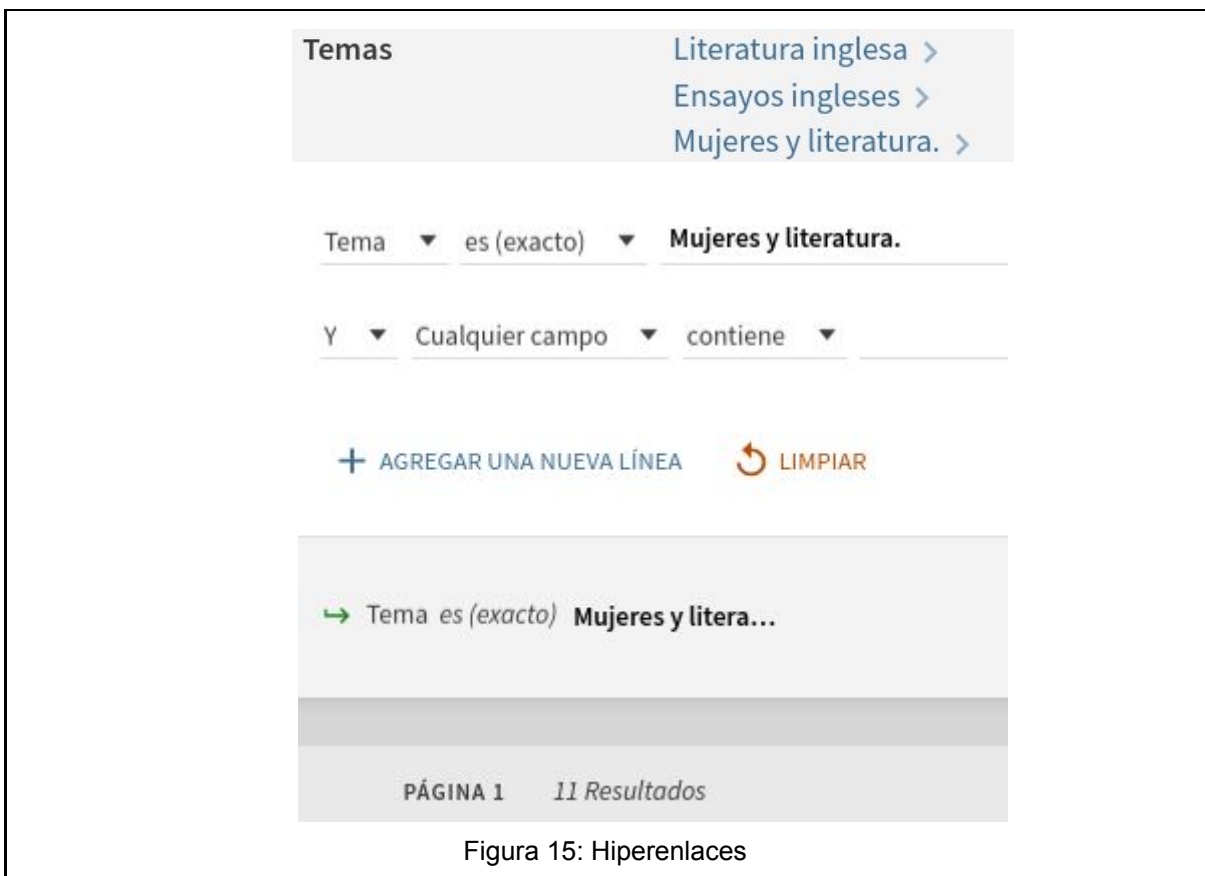 Temas Literatura inglesa >
Ensayos ingleses >
Mujeres y literatura. >
Tema ▼ es (exacto) ▼ Mujeres y literatura.
Y ▼ Cualquier campo ▼ contiene ▼
+ AGREGAR UNA NUEVA LÍNEA LIMPIAR
↪ Tema es (exacto) Mujeres y litera...
PÁGINA 1 11 Resultados
Figura 15: Hiperenlaces